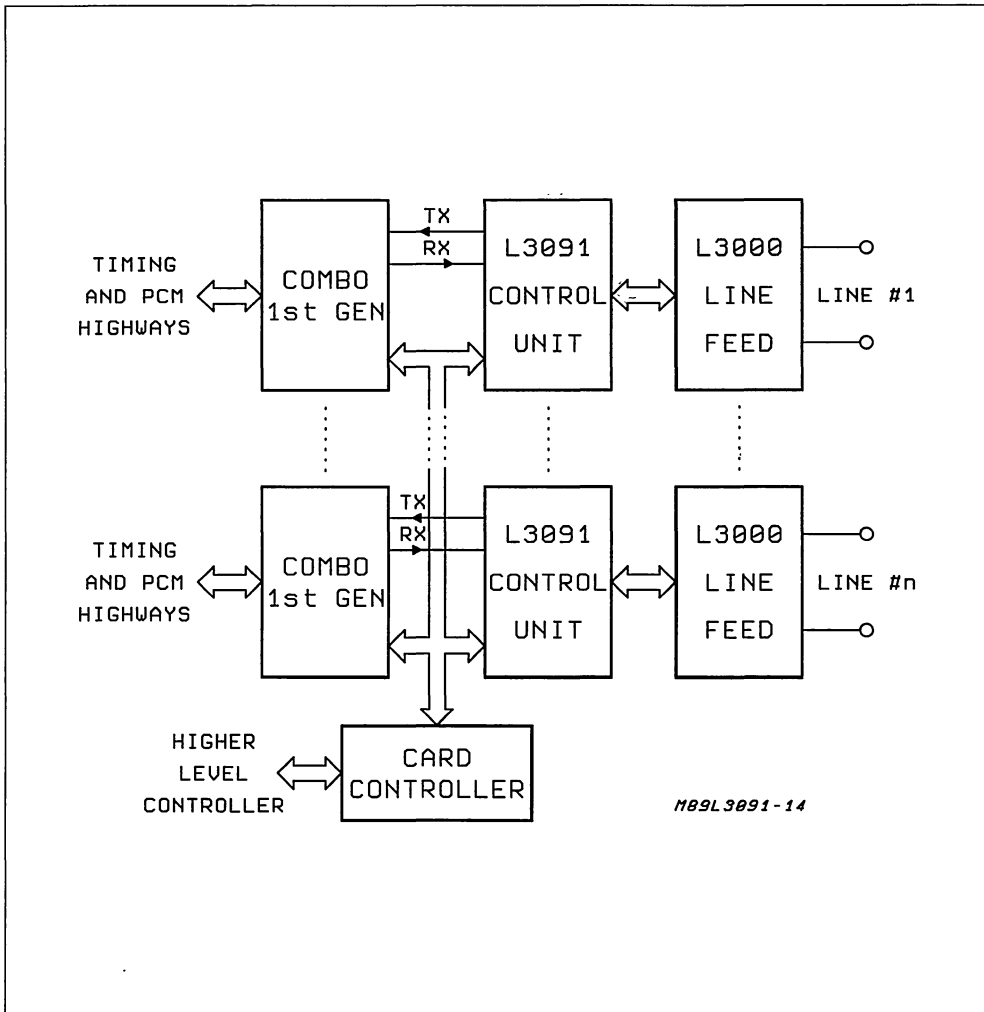 TX
RX
TIMING
AND PCM
HIGHWAYS
COMBO
1st GEN
L3091
CONTROL
UNIT
L3000
LINE
FEED
LINE #1
TX
RX
TIMING
AND PCM
HIGHWAYS
COMBO
1st GEN
L3091
CONTROL
UNIT
L3000
LINE
FEED
LINE #n
HIGHER
LEVEL
CONTROLLER
CARD
CONTROLLER
M89L3091-14